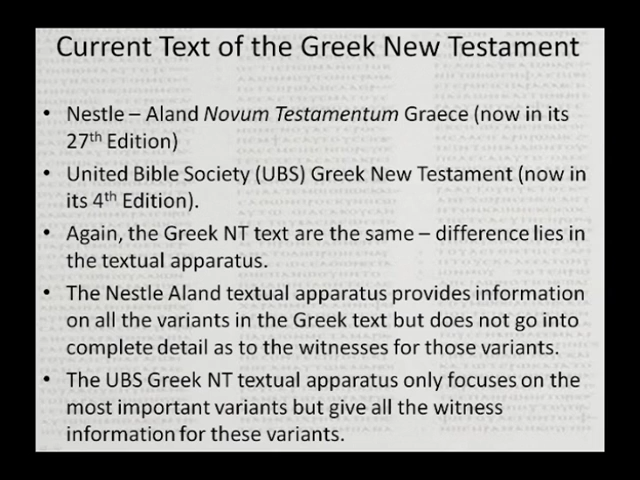 Current Text of the Greek New Testament
• Nestle – Aland Novum Testamentum Graece (now in its
27th Edition)
• United Bible Society (UBS) Greek New Testament (now in
its 4th Edition).
• Again, the Greek NT text are the same – difference lies in
the textual apparatus.
• The Nestle Aland textual apparatus provides information
on all the variants in the Greek text but does not go into
complete detail as to the witnesses for those variants.
• The UBS Greek NT textual apparatus only focuses on the
most important variants but give all the witness
information for these variants.